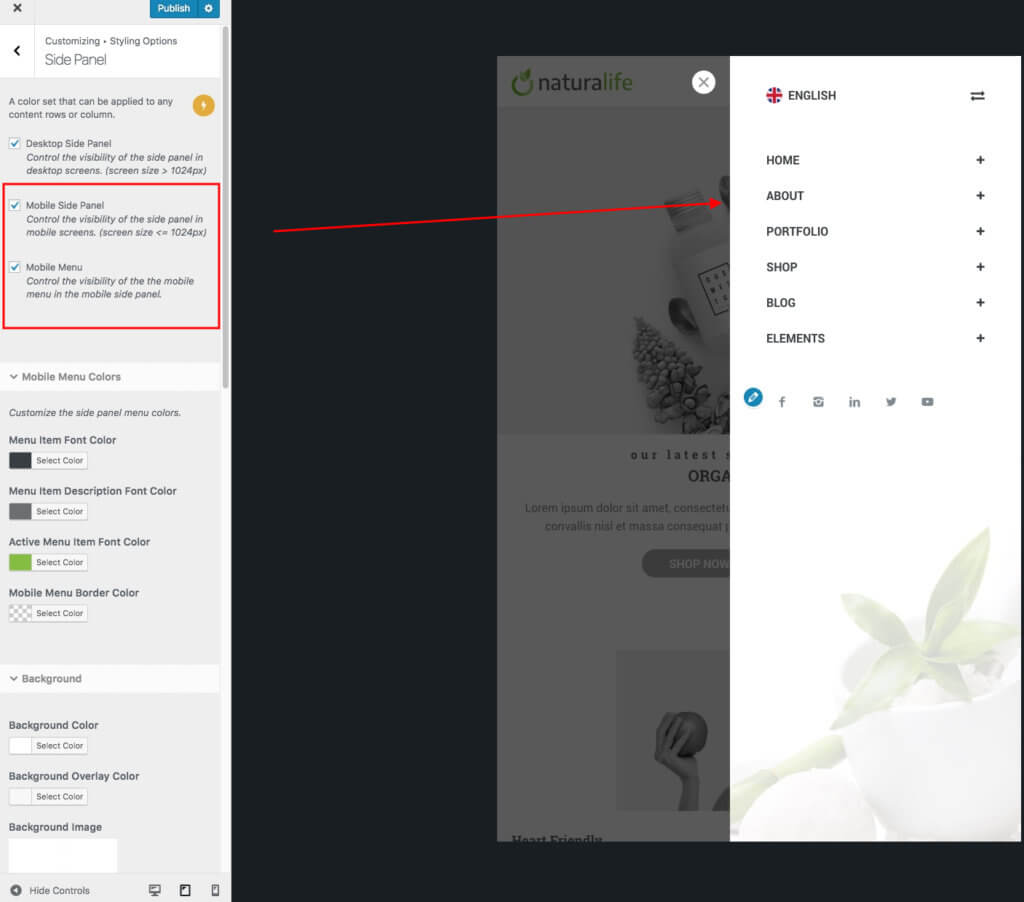 Publish
Customizing • Styling Options
Side Panel
A color set that can be applied to any
content rows or column.
Desktop Side Panel
Control the visibility of the side panel in
desktop screens. (screen size > 1024px)
Mobile Side Panel
Control the visibility of the side panel in
mobile screens. (screen size <= 1024px)
Mobile Menu
Control the visibility of the the mobile
menu in the mobile side panel.
Mobile Menu Colors
Customize the side panel menu colors.
Menu Item Font Color
Select Color
Menu Item Description Font Color
Select Color
Active Menu Item Font Color
Select Color
Mobile Menu Border Color
Select Color
Background
Background Color
Select Color
Background Overlay Color
Select Color
Background Image
Hide Controls
naturalife
our latest
ORGA
Lorem ipsum dolor sit amet, consectetu
convallis nisl et massa consequat
SHOP NOW
Heart Friendly
ENGLISH
HOME +
ABOUT +
PORTFOLIO +
SHOP +
BLOG +
ELEMENTS +